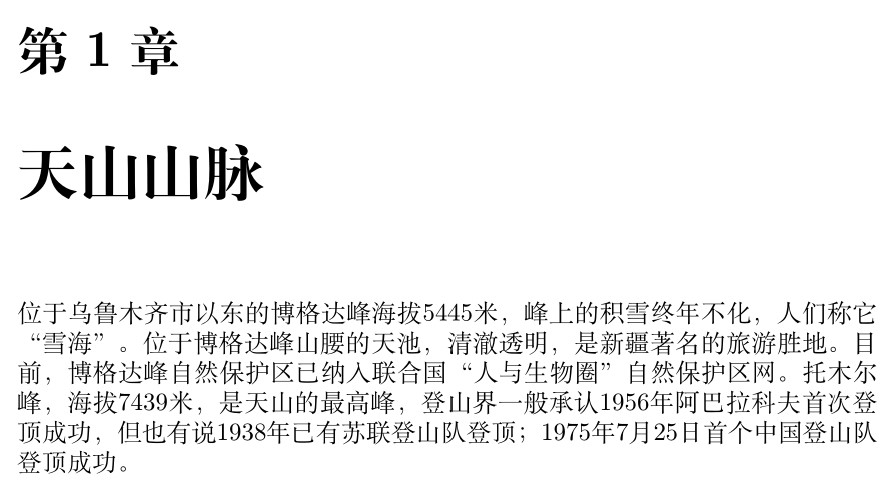 第 1 章
天山山脉
位于乌鲁木齐市以东的博格达峰海拔5445米，峰上的积雪终年不化，人们称它
“雪海”。位于博格达峰山腰的天池，清澈透明，是新疆著名的旅游胜地。目
前，博格达峰自然保护区已纳入联合国“人与生物圈”自然保护区网。托木尔
峰，海拔7439米，是天山的最高峰，登山界一般承认1956年阿巴拉科夫首次登
顶成功，但也有说1938年已有苏联登山队登顶；1975年7月25日首个中国登山队
登顶成功。